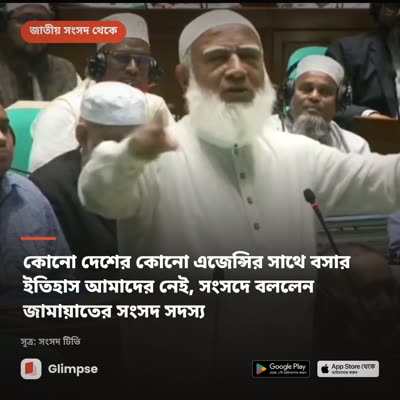 জাতীয় সংসদ থেকে
কোনো দেশের কোনো এজেন্সির সাথে বসার
ইতিহাস আমাদের নেই, সংসদে বললেন
জামায়াতের সংসদ সদস্য
সূত্র: সংসদ টিভি
Glimpse
Google Play
App Store থেকে